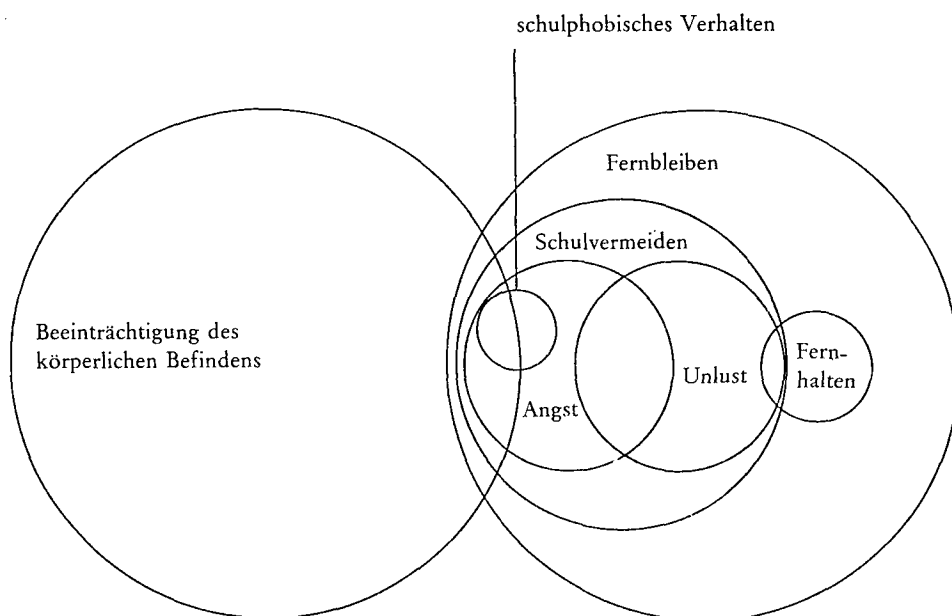 schulphobisches Verhalten
Fernbleiben
Schulvermeiden
Beeinträchtigung des
körperlichen Befindens
Angst
Unlust
Fern-
halten